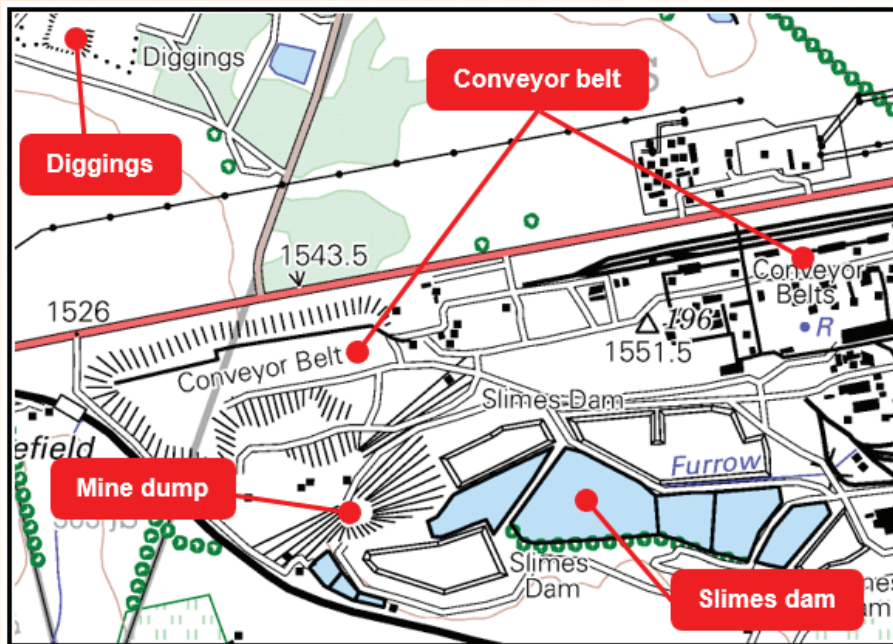 Diggings
Conveyor belt
S
Diggings
1543.5
1526
Conveyor
Belts
196
R
1551.5
Conveyor Belt
Slimes Dam
efield
Furrow
Mine dump
Slimes
Dam
Slimes dam